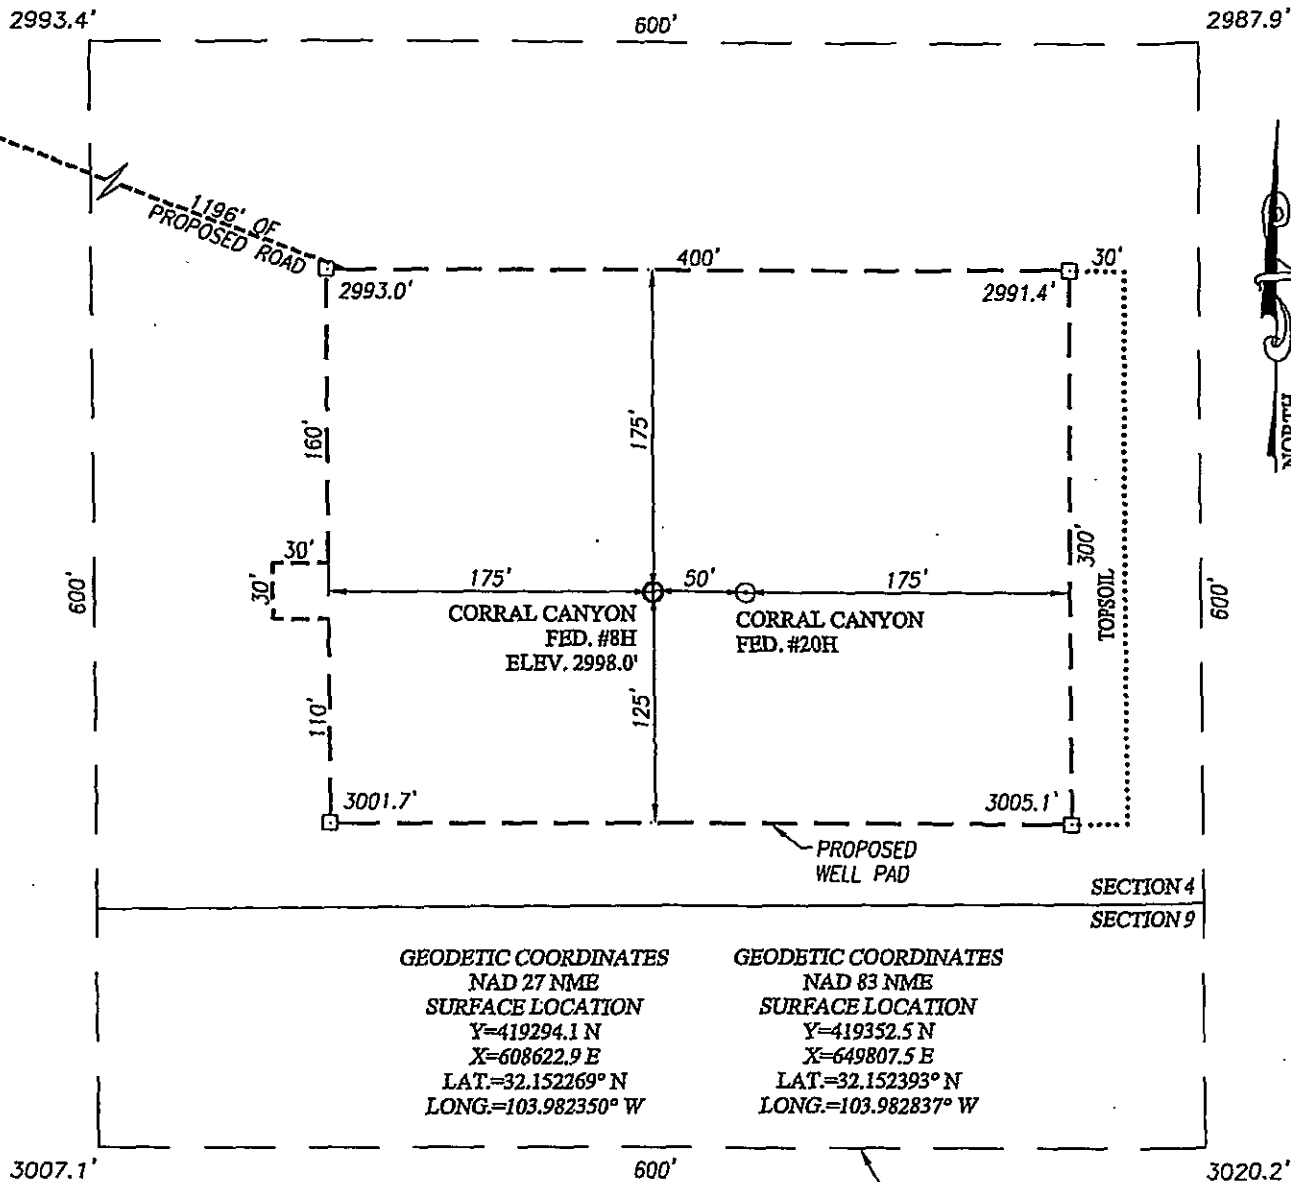 2993.4'
600'
2987.9'
1196' OF
PROPOSED ROAD
400'
30'
2993.0'
2991.4'
160'
175'
NORTH
30'
30'
175'
50'
175'
300'
TOPSOIL
600'
600'
CORRAL CANYON
FED. #8H
ELEV. 2998.0'
CORRAL CANYON
FED. #20H
110'
125'
3001.7'
3005.1'
PROPOSED
WELL PAD
SECTION 4
SECTION 9
GEODETIC COORDINATES
NAD 27 NME
SURFACE LOCATION
Y=419294.1 N
X=608622.9 E
LAT.=32.152269° N
LONG.=103.982350° W
GEODETIC COORDINATES
NAD 83 NME
SURFACE LOCATION
Y=419352.5 N
X=649807.5 E
LAT.=32.152393° N
LONG.=103.982837° W
3007.1'
600'
3020.2'